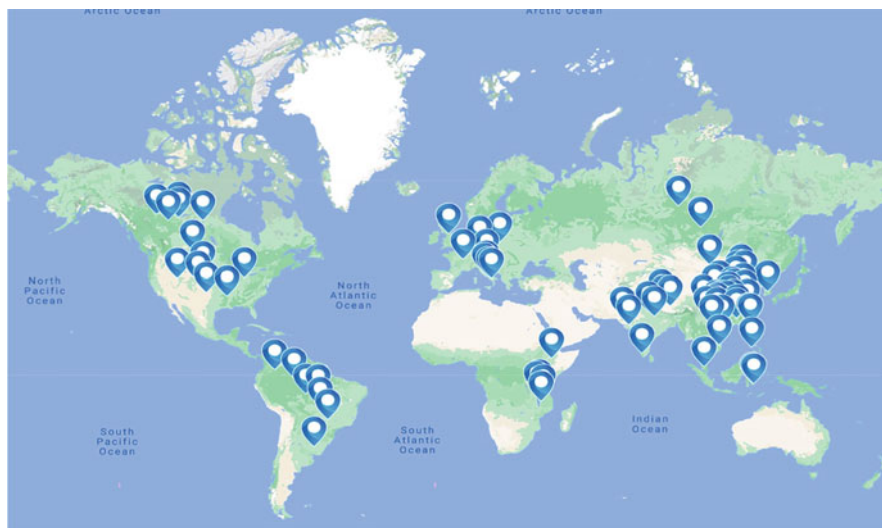 Arctic Ocean
Arctic Ocean
North
Pacific
Ocean
North
Atlantic
Ocean
South
Pacific
Ocean
South
Atlantic
Ocean
Indian
Ocean